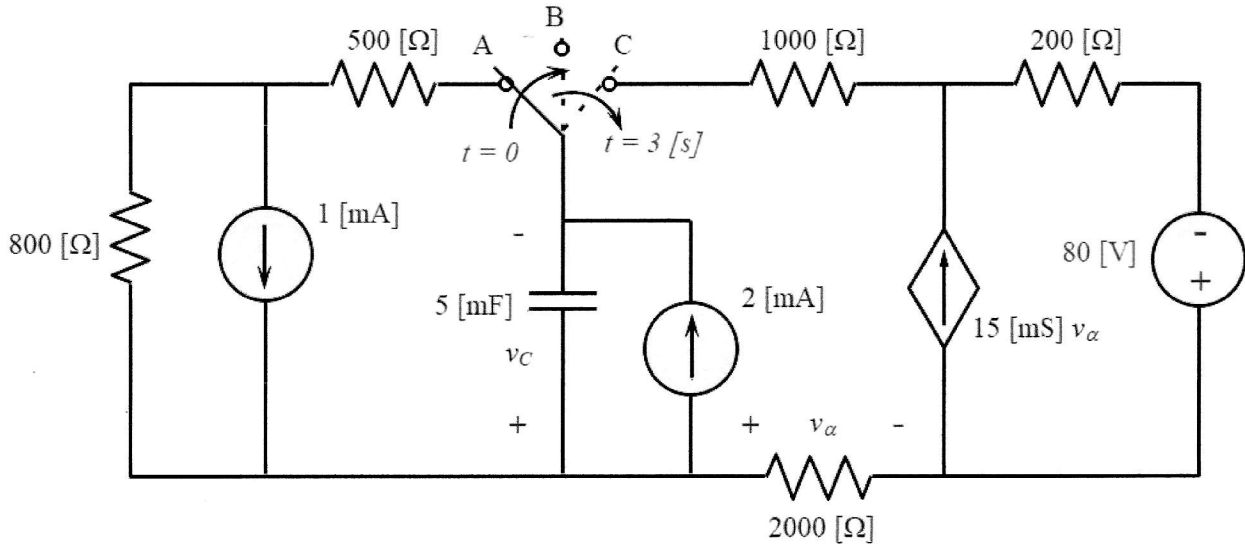 B
500 [Ω]
A
C
1000 [Ω]
200 [Ω]
t = 0
t = 3 [s]
1 [mA]
800 [Ω]
-
80 [V]
-
+
5 [mF]
2 [mA]
15 [mS] vα
vC
+
+
vα
-
2000 [Ω]